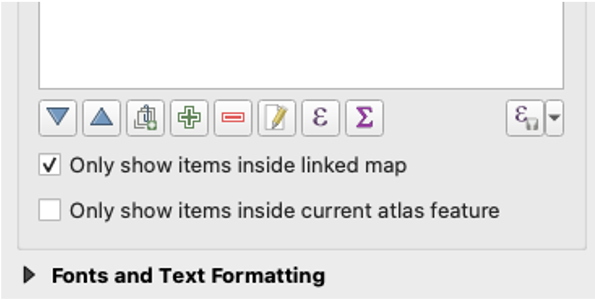 ε Σ ε
Only show items inside linked map
Only show items inside current atlas feature
Fonts and Text Formatting